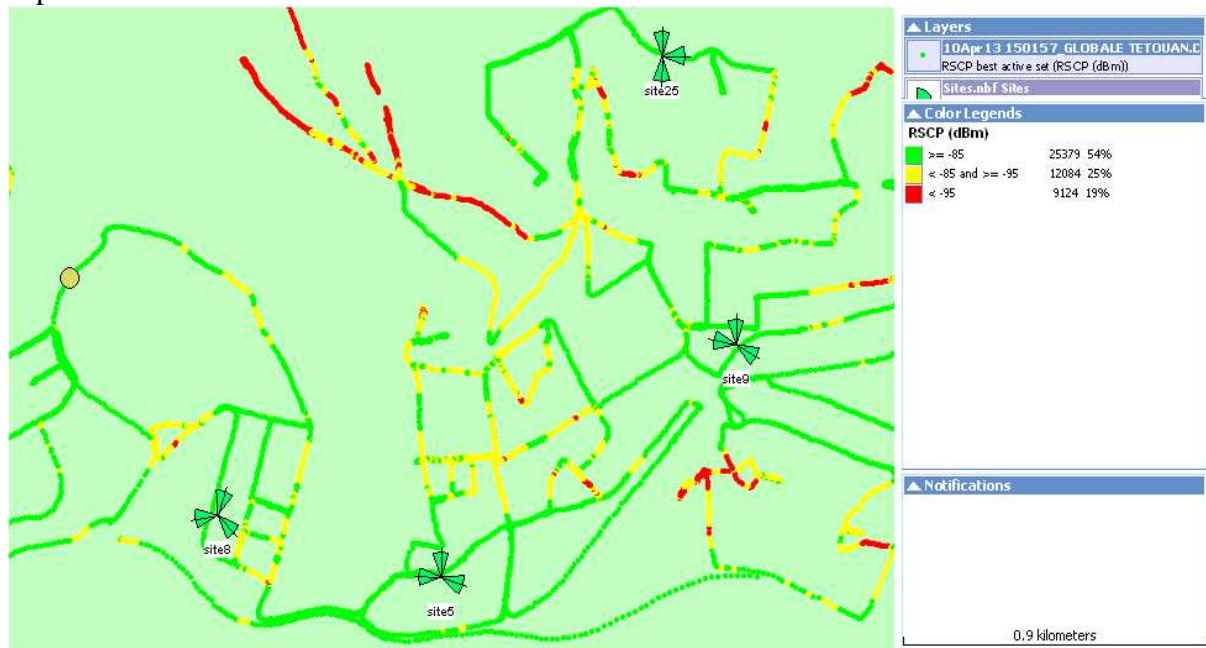 Layers
10Apr13 150157_GLOBALE TETOUAN.D
RSCP best active set (RSCP (dBm))
Sites.nbf Sites
Color Legends
RSCP (dBm)
>= -85 25379 54%
< -85 and >= -95 12084 25%
< -95 9124 19%
Notifications
0.9 kilometers
site25
site9
site8
site5